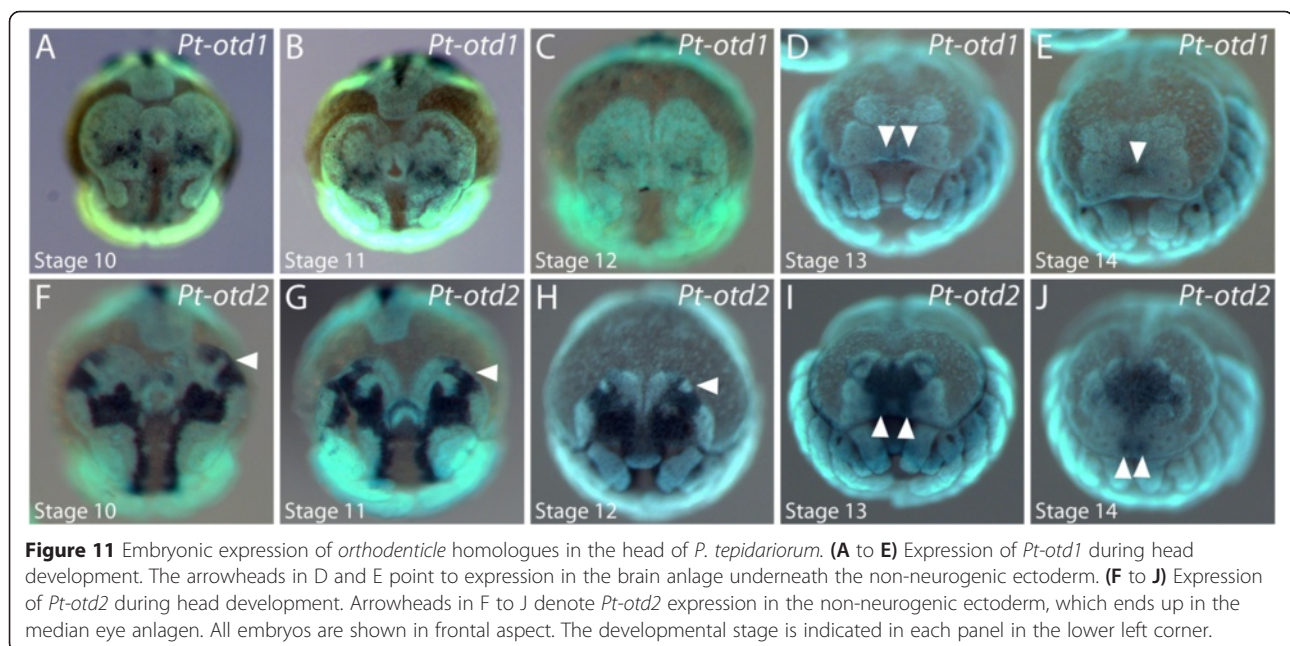 A Pt-otd1
Stage 10
B Pt-otd1
Stage 11
C Pt-otd1
Stage 12
D Pt-otd1
Stage 13
E Pt-otd1
Stage 14
F Pt-otd2
Stage 10
G Pt-otd2
Stage 11
H Pt-otd2
Stage 12
I Pt-otd2
Stage 13
J Pt-otd2
Stage 14
Figure 11 Embryonic expression of orthodenticle homologues in the head of P. tepidariorum. (A to E) Expression of Pt-otd1 during head
development. The arrowheads in D and E point to expression in the brain anlage underneath the non-neurogenic ectoderm. (F to J) Expression
of Pt-otd2 during head development. Arrowheads in F to J denote Pt-otd2 expression in the non-neurogenic ectoderm, which ends up in the
median eye anlagen. All embryos are shown in frontal aspect. The developmental stage is indicated in each panel in the lower left corner.